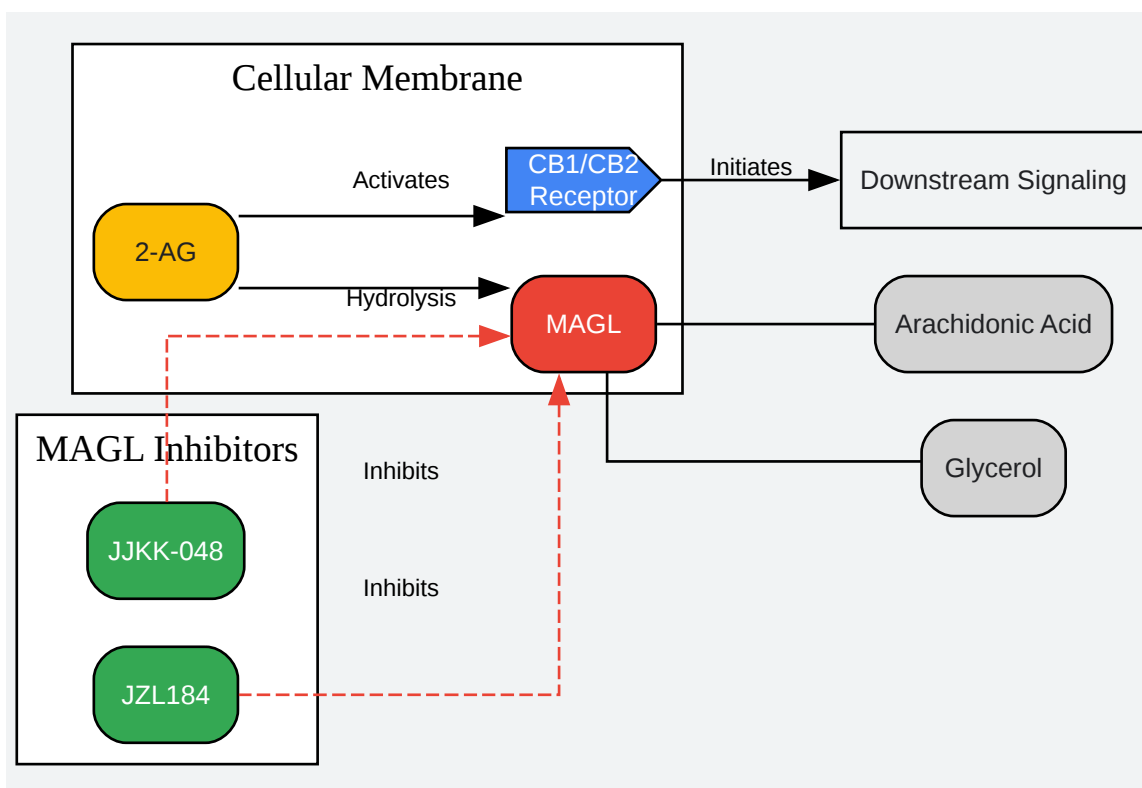 Cellular Membrane
Activates
CB1/CB2
Receptor
Initiates
Downstream Signaling
2-AG
Hydrolysis
MAGL
Arachidonic Acid
MAGL Inhibitors
Inhibits
Glycerol
JJKK-048
Inhibits
JZL184